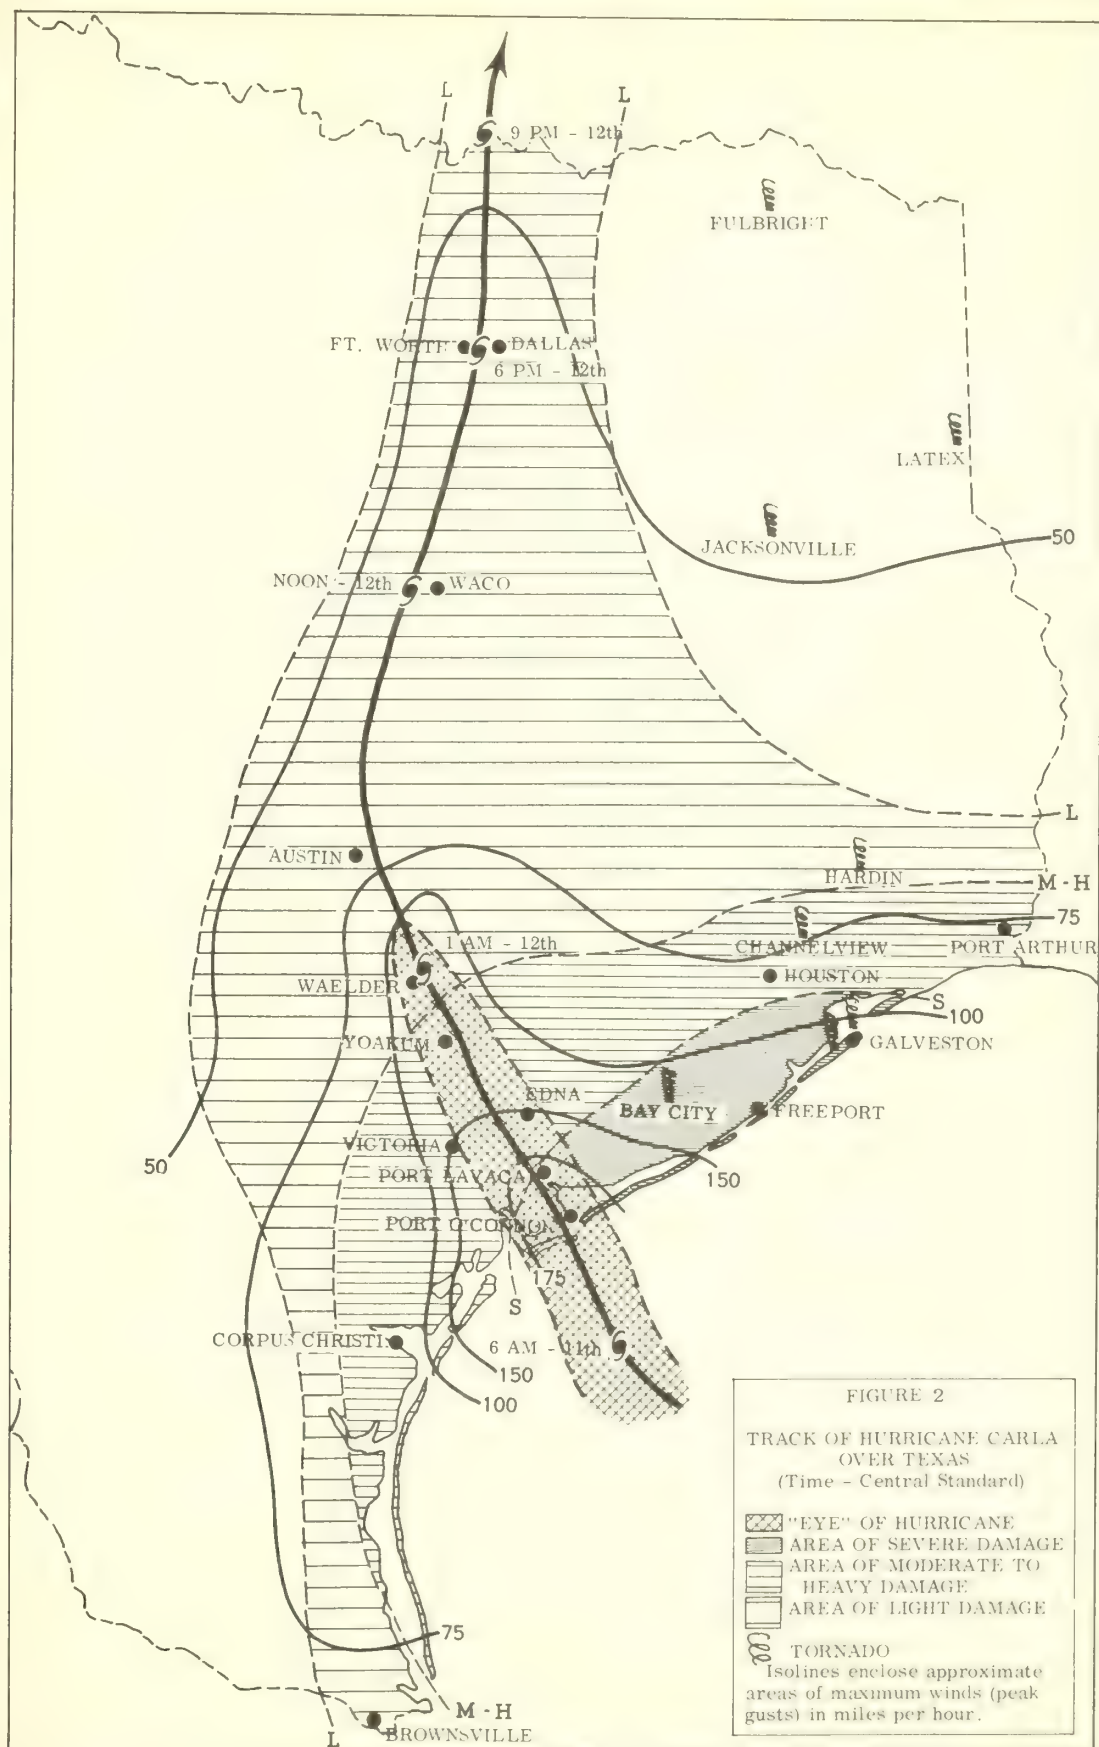 L
L
9 PM - 12th
FULBRIGHT
FT. WORTH
DALLAS
6 PM - 12th
LATEX
JACKSONVILLE
50
NOON - 12th
WACO
L
AUSTIN
HARDIN
M-H
75
1 AM - 12th
CHANNELVIEW
PORT ARTHUR
WAELDER
HOUSTON
S
100
YOAKUM
GALVESTON
EDNA
BAY CITY
FREEPORT
VICTORIA
50
PORT LAVACA
150
PORT O'CONNOR
175
S
CORPUS CHRISTI
6 AM - 11th
150
100
75
M-H
BROWNSVILLE
L
FIGURE 2
TRACK OF HURRICANE CARLA
OVER TEXAS
(Time - Central Standard)
"EYE" OF HURRICANE
AREA OF SEVERE DAMAGE
AREA OF MODERATE TO
HEAVY DAMAGE
AREA OF LIGHT DAMAGE
TORNADO
Isolines enclose approximate
areas of maximum winds (peak
gusts) in miles per hour.